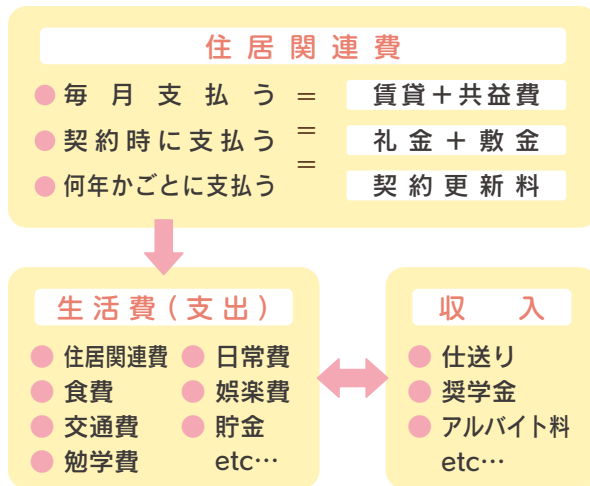 住居関連費
●毎月支払う = 賃貸＋共益費
●契約時に支払う = 礼金＋敷金
●何年かごとに支払う = 契約更新料
生活費(支出)
●住居関連費 ●日常費
●食費 ●娯楽費
●交通費 ●貯金
●勉学費 etc…
収入
●仕送り
●奨学金
●アルバイト料
etc…